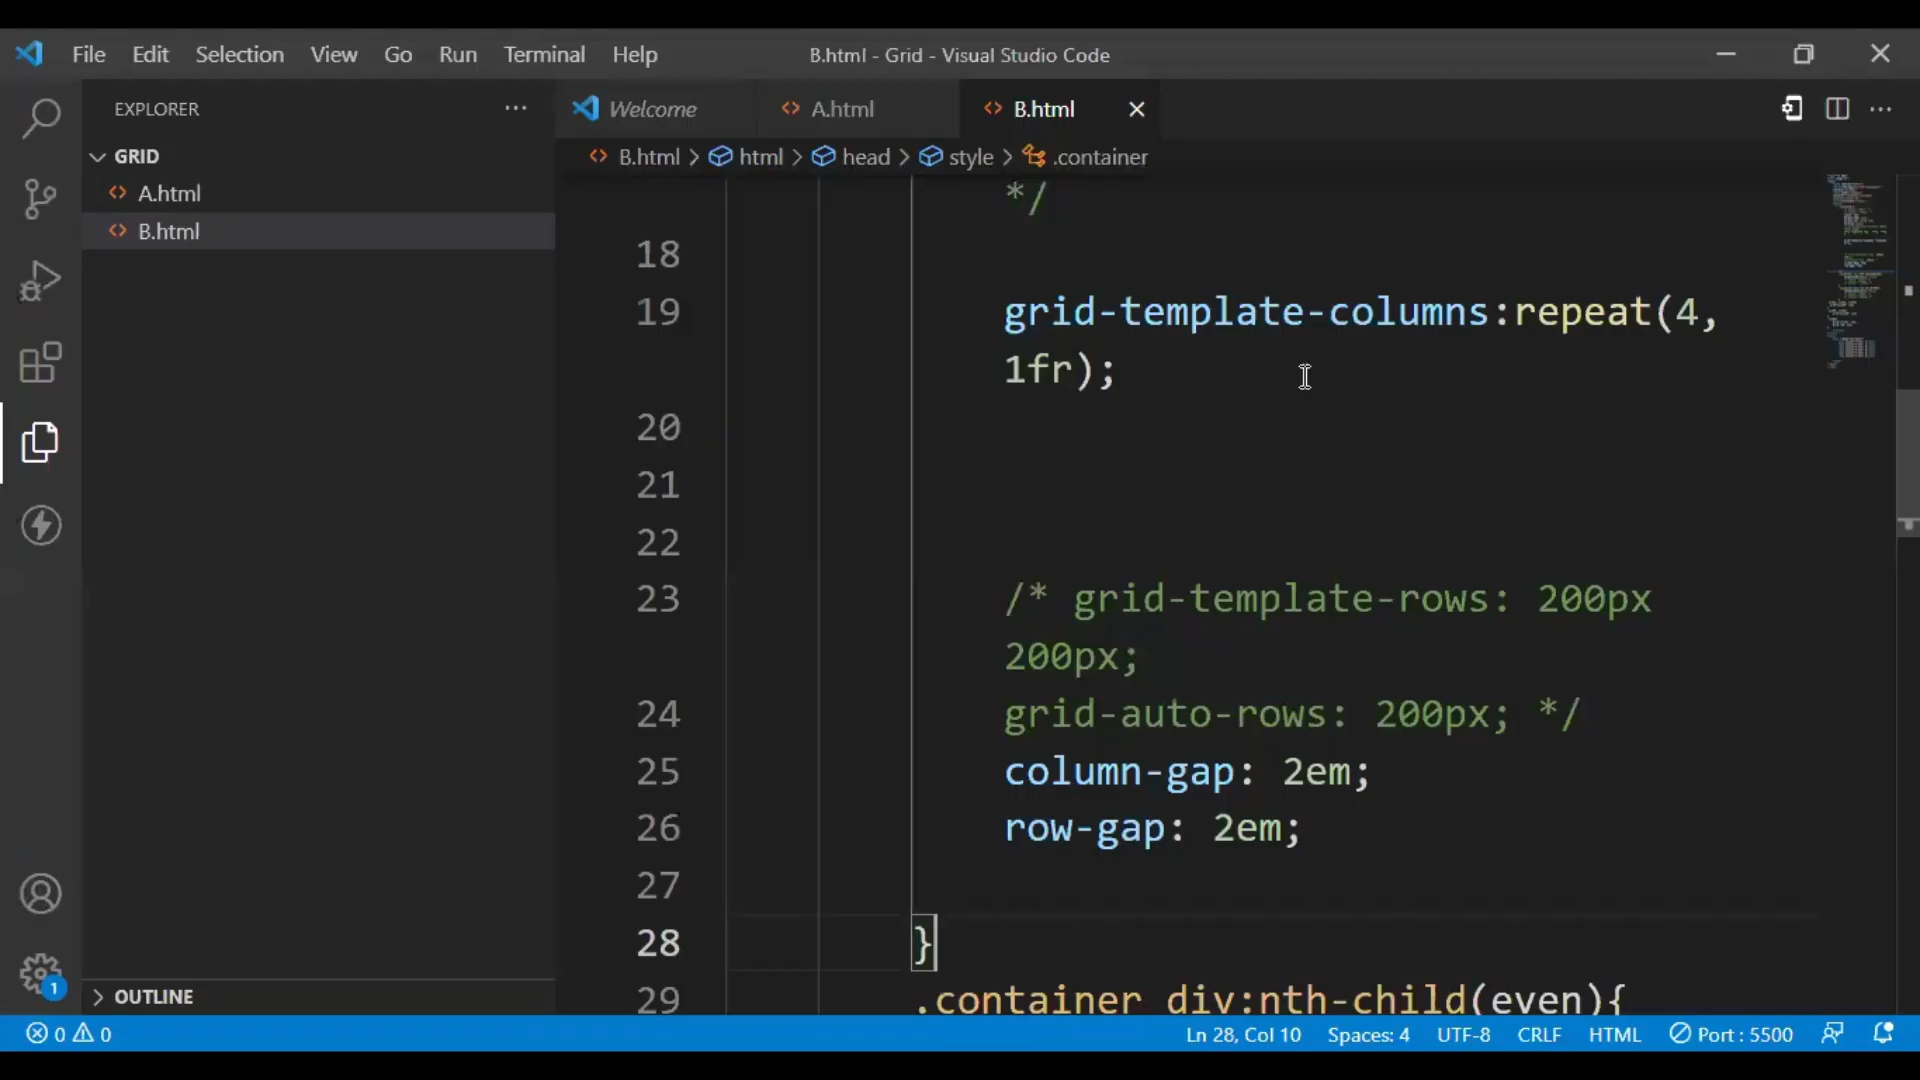 File Edit Selection View Go Run Terminal Help B.html - Grid - Visual Studio Code
EXPLORER ···
GRID
A.html
B.html
OUTLINE
1
Welcome A.html B.html
B.html > html > head > style > .container
*/
18
19 grid-template-columns:repeat(4,
1fr);
20
21
22
23 /* grid-template-rows: 200px
200px;
24 grid-auto-rows: 200px; */
25 column-gap: 2em;
26 row-gap: 2em;
27
28 }
29 .container div:nth-child(even){
0 0 Ln 28, Col 10 Spaces: 4 UTF-8 CRLF HTML Port : 5500